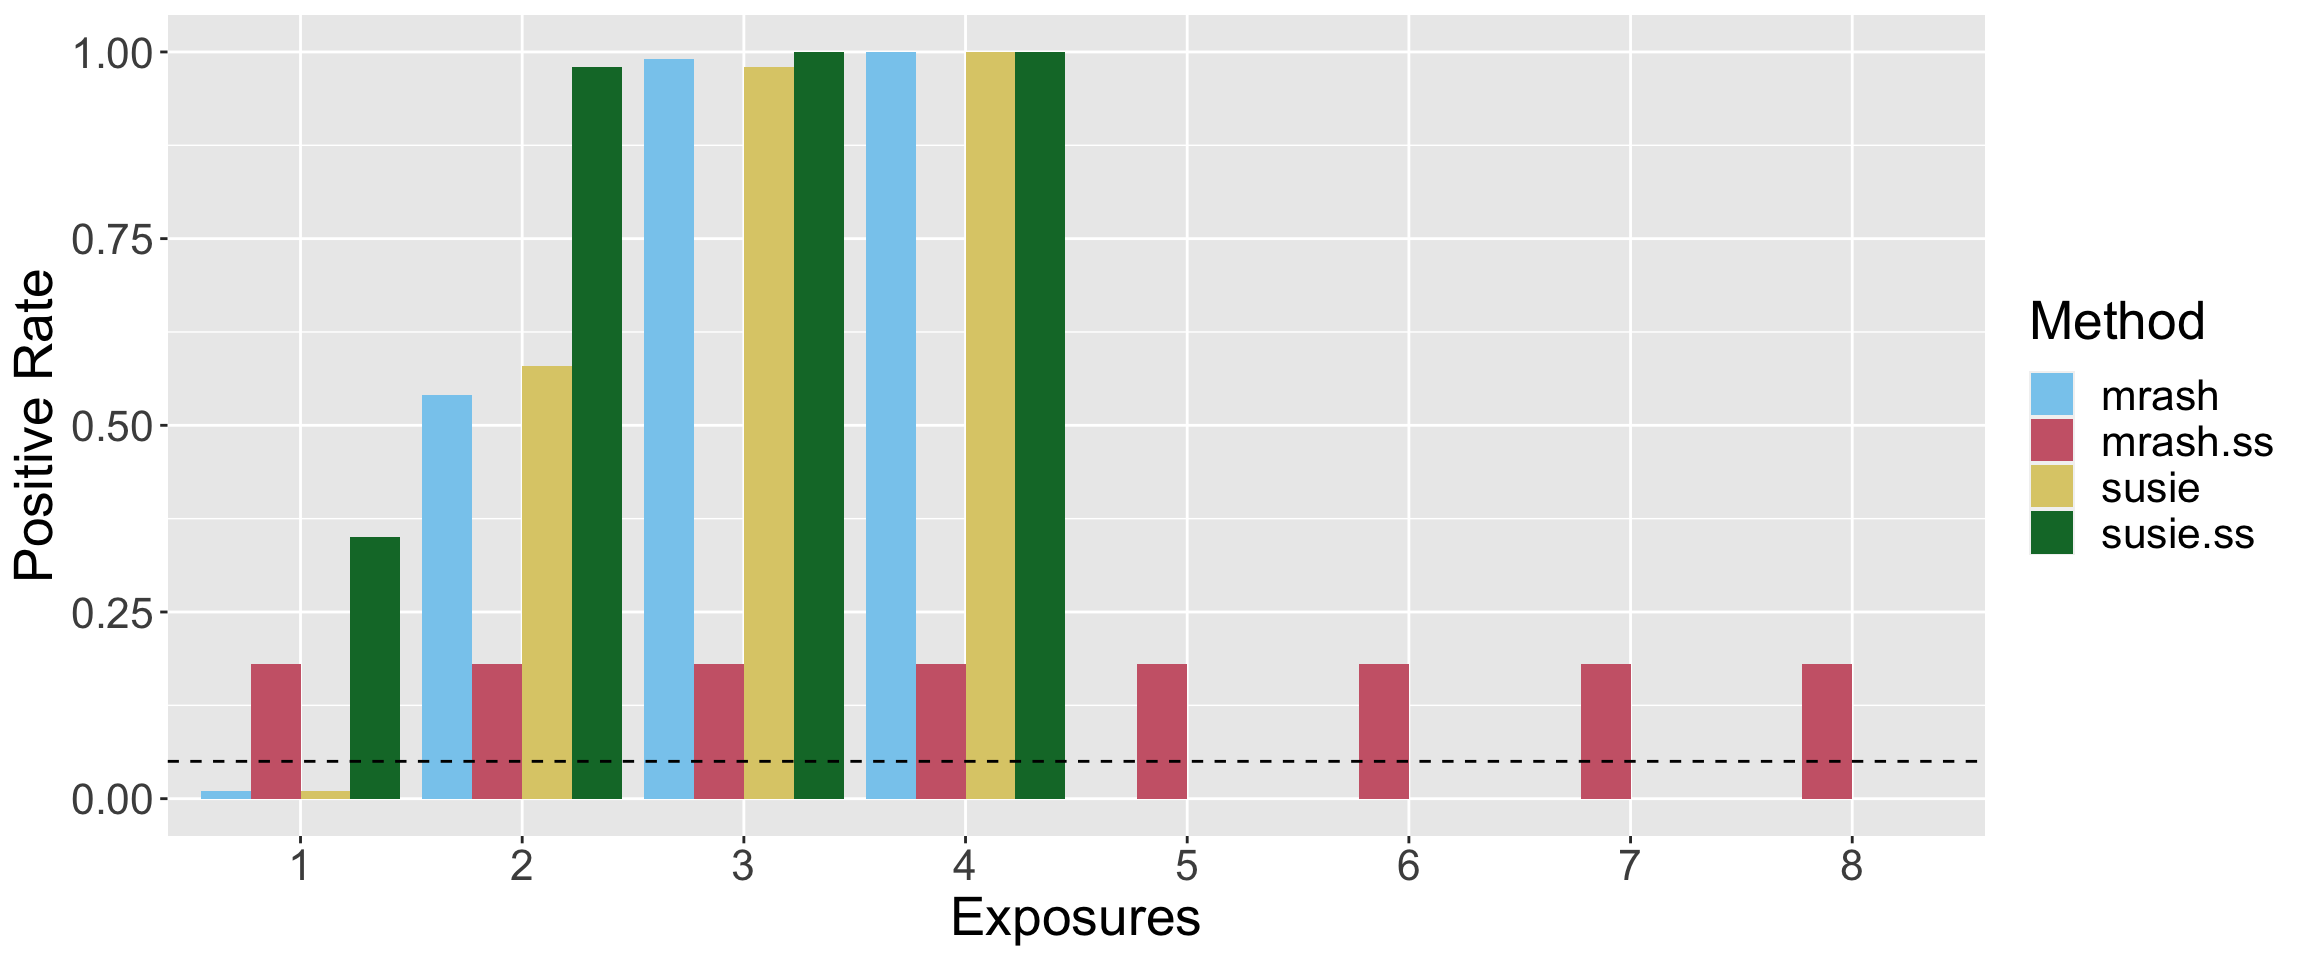 Positive Rate
1.00
0.75
0.50
0.25
0.00
1 2 3 4 5 6 7 8
Exposures
Method
mrash
mrash.ss
susie
susie.ss